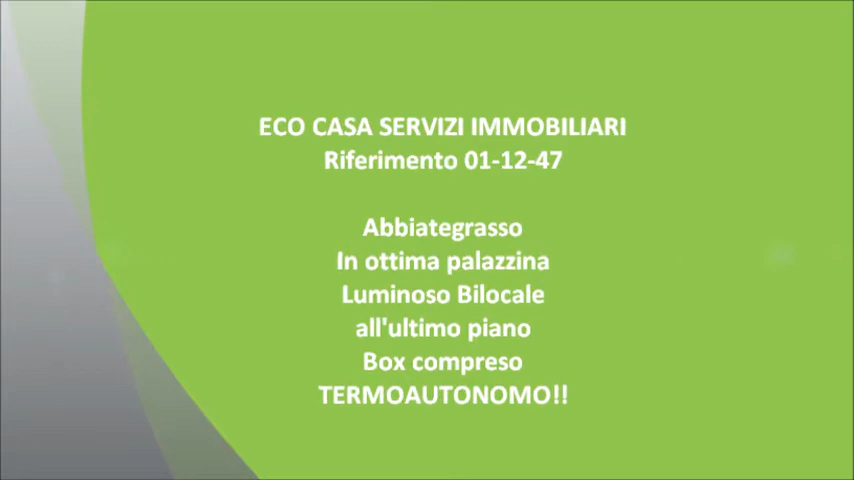 ECO CASA SERVIZI IMMOBILIARI
Riferimento 01-12-47
Abbiategrasso
In ottima palazzina
Luminoso Bilocale
all'ultimo piano
Box compreso
TERMOAUTONOMO!!